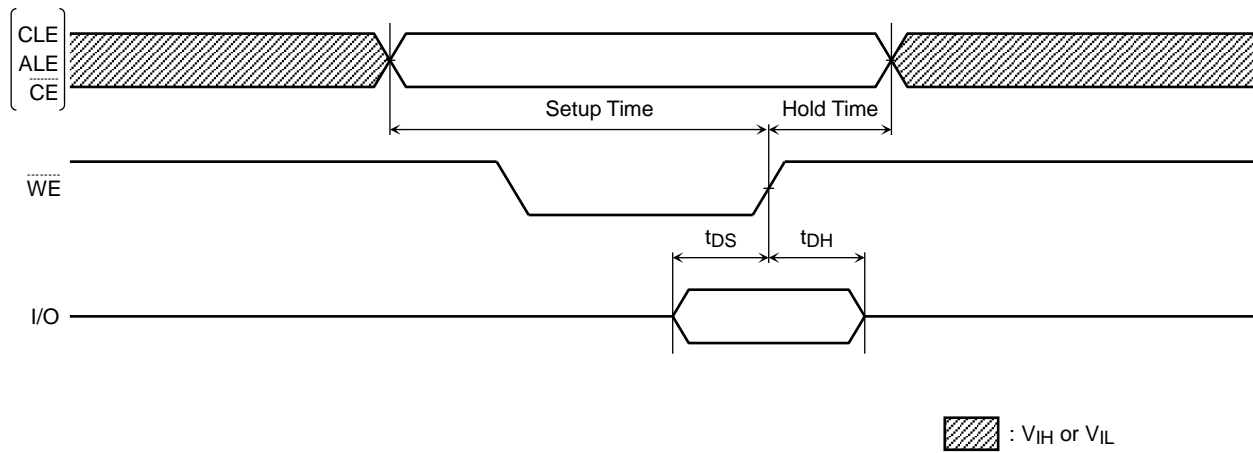 CLE
ALE
CE
Setup Time
Hold Time
WE
tDS
tDH
I/O
: VIH or VIL